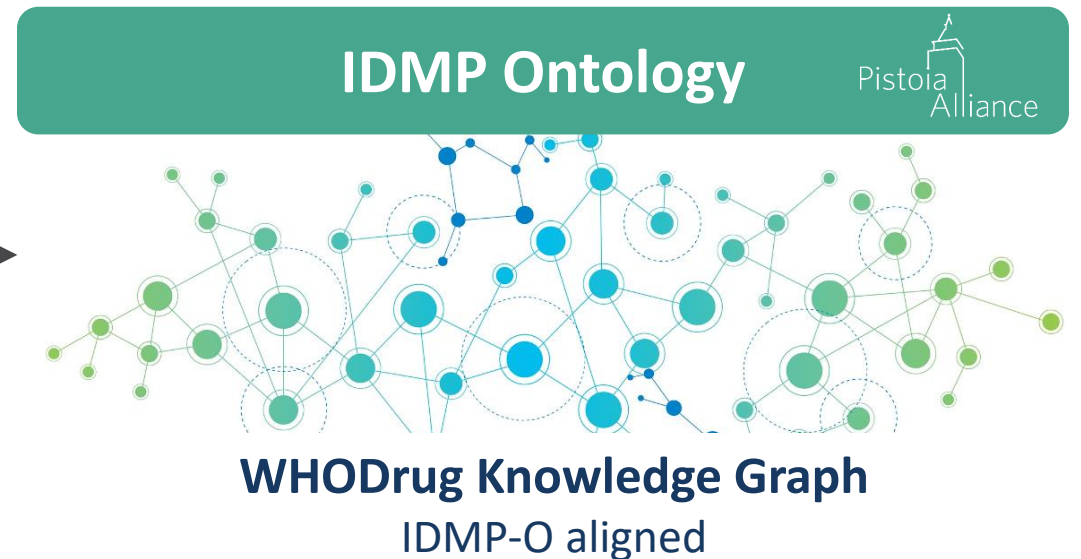 IDMP Ontology
Pistoia
Alliance
WHODrug Knowledge Graph
IDMP-O aligned